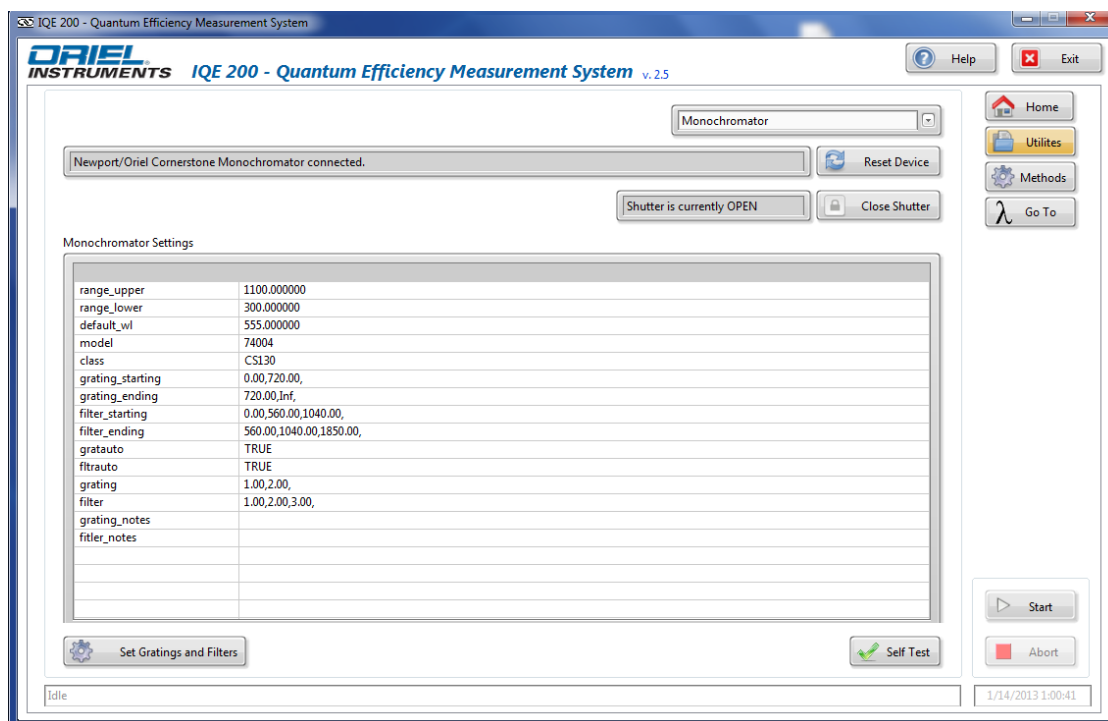 IQE 200 - Quantum Efficiency Measurement System
ORIEL
INSTRUMENTS IQE 200 - Quantum Efficiency Measurement System v. 2.5
Help
Exit
Monochromator
Home
Newport/Oriel Cornerstone Monochromator connected.
Reset Device
Utilites
Methods
Shutter is currently OPEN
Close Shutter
λ Go To
Monochromator Settings
range_upper 1100.000000
range_lower 300.000000
default_wl 555.000000
model 74004
class CS130
grating_starting 0.00,720.00,
grating_ending 720.00,Inf,
filter_starting 0.00,560.00,1040.00,
filter_ending 560.00,1040.00,1850.00,
gratauto TRUE
fltrauto TRUE
grating 1.00,2.00,
filter 1.00,2.00,3.00,
grating_notes
fitler_notes
Start
Set Gratings and Filters
Self Test
Abort
Idle
1/14/2013 1:00:41